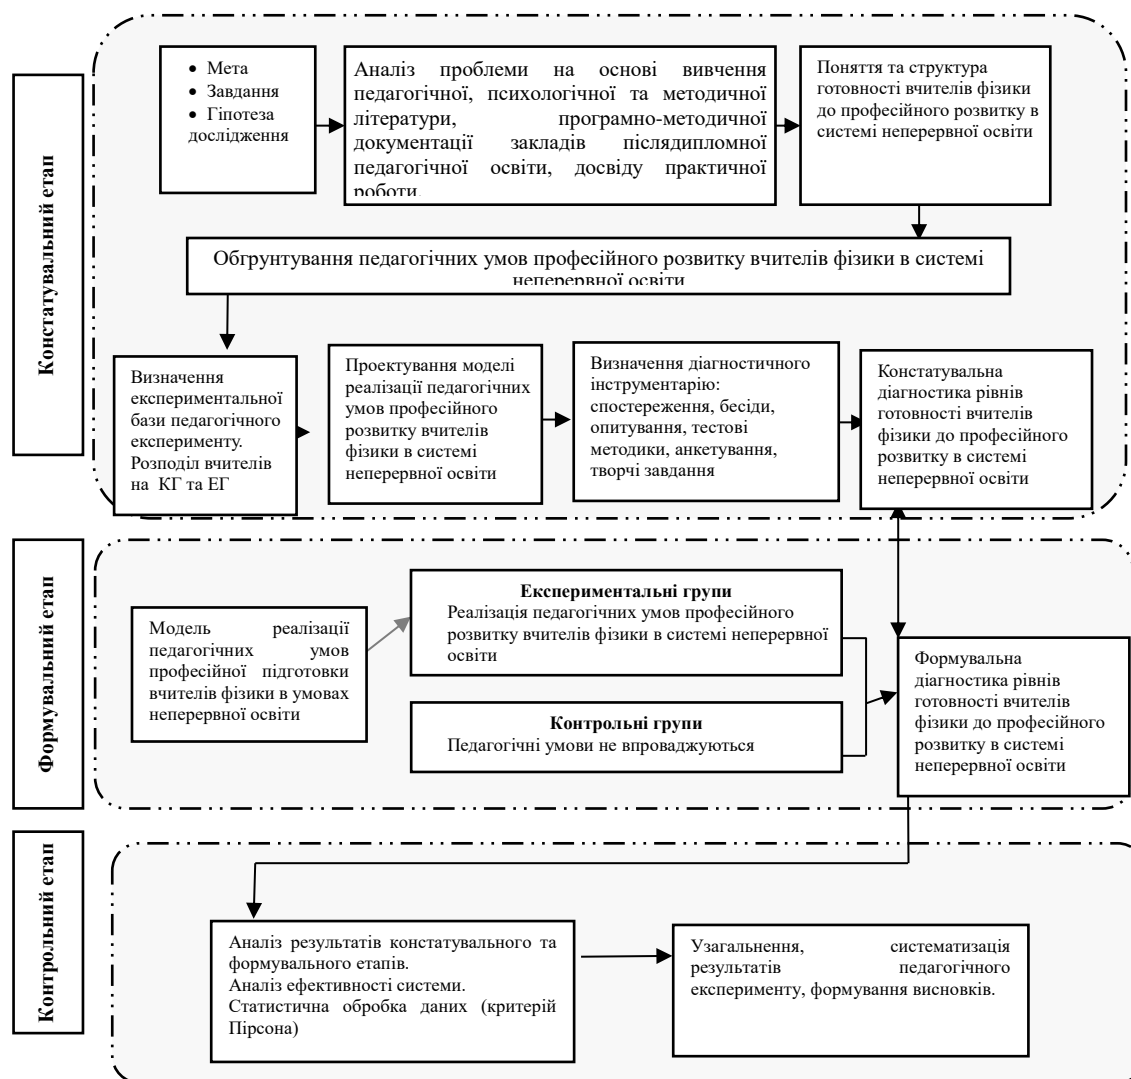 Констатувальний етап
• Мета
• Завдання
• Гіпотеза
дослідження
Аналіз проблеми на основі вивчення
педагогічної, психологічної та методичної
літератури, програмно-методичної
документації закладів післядипломної
педагогічної освіти, досвіду практичної
роботи.
Поняття та структура
готовності вчителів фізики
до професійного розвитку в
системі неперервної освіти
Обгрунтування педагогічних умов професійного розвитку вчителів фізики в системі
неперервної освіти
Визначення
експериментальної
бази педагогічного
експерименту.
Розподіл вчителів
на КГ та ЕГ
Проектування моделі
реалізації педагогічних
умов професійного
розвитку вчителів
фізики в системі
неперервної освіти
Визначення діагностичного
інструментарію:
спостереження, бесіди,
опитування, тестові
методики, анкетування,
творчі завдання
Констатувальна
діагностика рівнів
готовності вчителів
фізики до професійного
розвитку в системі
неперервної освіти
Формувальний етап
Модель реалізації
педагогічних умов
професійної підготовки
вчителів фізики в умовах
неперервної освіти
Експериментальні групи
Реалізація педагогічних умов професійного
розвитку вчителів фізики в системі неперервної
освіти
Контрольні групи
Педагогічні умови не впроваджуються
Формувальна
діагностика рівнів
готовності вчителів
фізики до професійного
розвитку в системі
неперервної освіти
Контрольний етап
Аналіз результатів констатувального та
формувального етапів.
Аналіз ефективності системи.
Статистична обробка даних (критерій
Пірсона)
Узагальнення, систематизація
результатів педагогічного
експерименту, формування висновків.